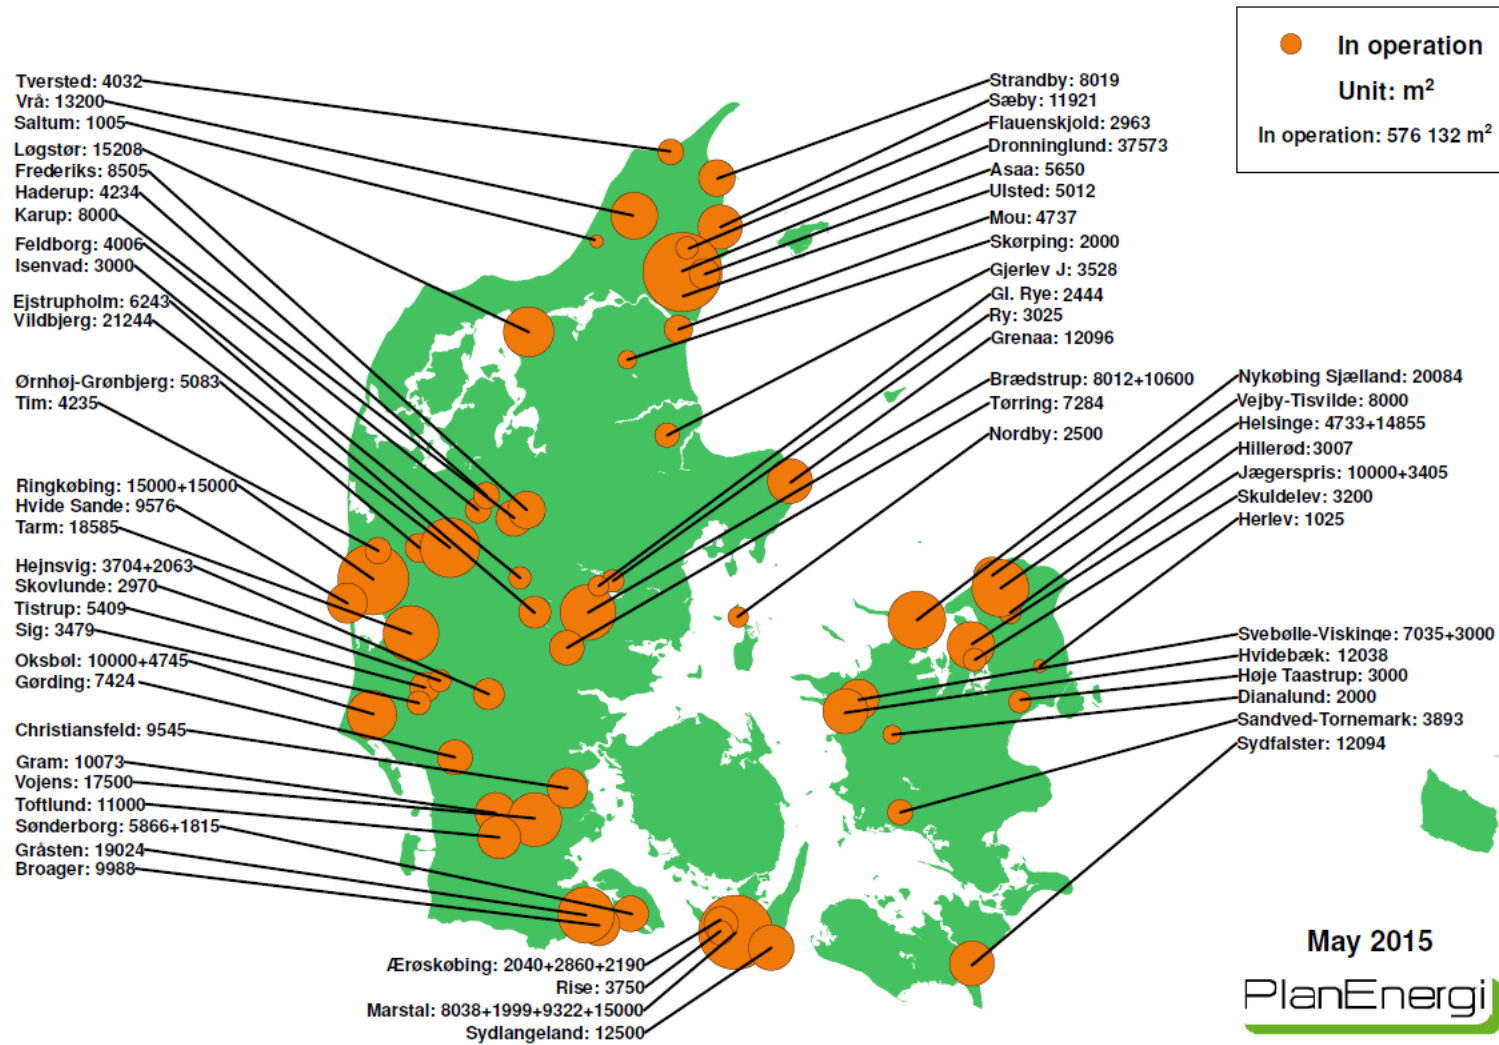 In operation
Unit: m²
In operation: 576 132 m²
Tversted: 4032
Vrå: 13200
Saltum: 1005
Løgstør: 15208
Frederiks: 8505
Haderup: 4234
Karup: 8000
Feldborg: 4006
Isenvad: 3000
Ejstrupholm: 6243
Vildbjerg: 21244
Ørnhøj-Grønbjerg: 5083
Tim: 4235
Ringkøbing: 15000+15000
Hvide Sande: 9576
Tarm: 18585
Hejnsvig: 3704+2063
Skovlunde: 2970
Tistrup: 5409
Sig: 3479
Oksbøl: 10000+4745
Gørding: 7424
Christiansfeld: 9545
Gram: 10073
Vojens: 17500
Toftlund: 11000
Sønderborg: 5866+1815
Gråsten: 19024
Broager: 9988
Ærøskøbing: 2040+2860+2190
Rise: 3750
Marstal: 8038+1999+9322+15000
Sydlangeland: 12500
Strandby: 8019
Sæby: 11921
Flauenskjold: 2963
Dronninglund: 37573
Asaa: 5650
Ulsted: 5012
Mou: 4737
Skørping: 2000
Gjerlev J: 3528
Gl. Rye: 2444
Ry: 3025
Grenaa: 12096
Brædstrup: 8012+10600
Tørring: 7284
Nordby: 2500
Nykøbing Sjælland: 20084
Vejby-Tisvilde: 8000
Helsinge: 4733+14855
Hillerød:3007
Jægerspris: 10000+3405
Skuldelev: 3200
Herlev: 1025
Svebølle-Viskinge: 7035+3000
Hvidebæk: 12038
Høje Taastrup: 3000
Dianalund: 2000
Sandved-Tornemark: 3893
Sydfalster: 12094
May 2015
PlanEnergi